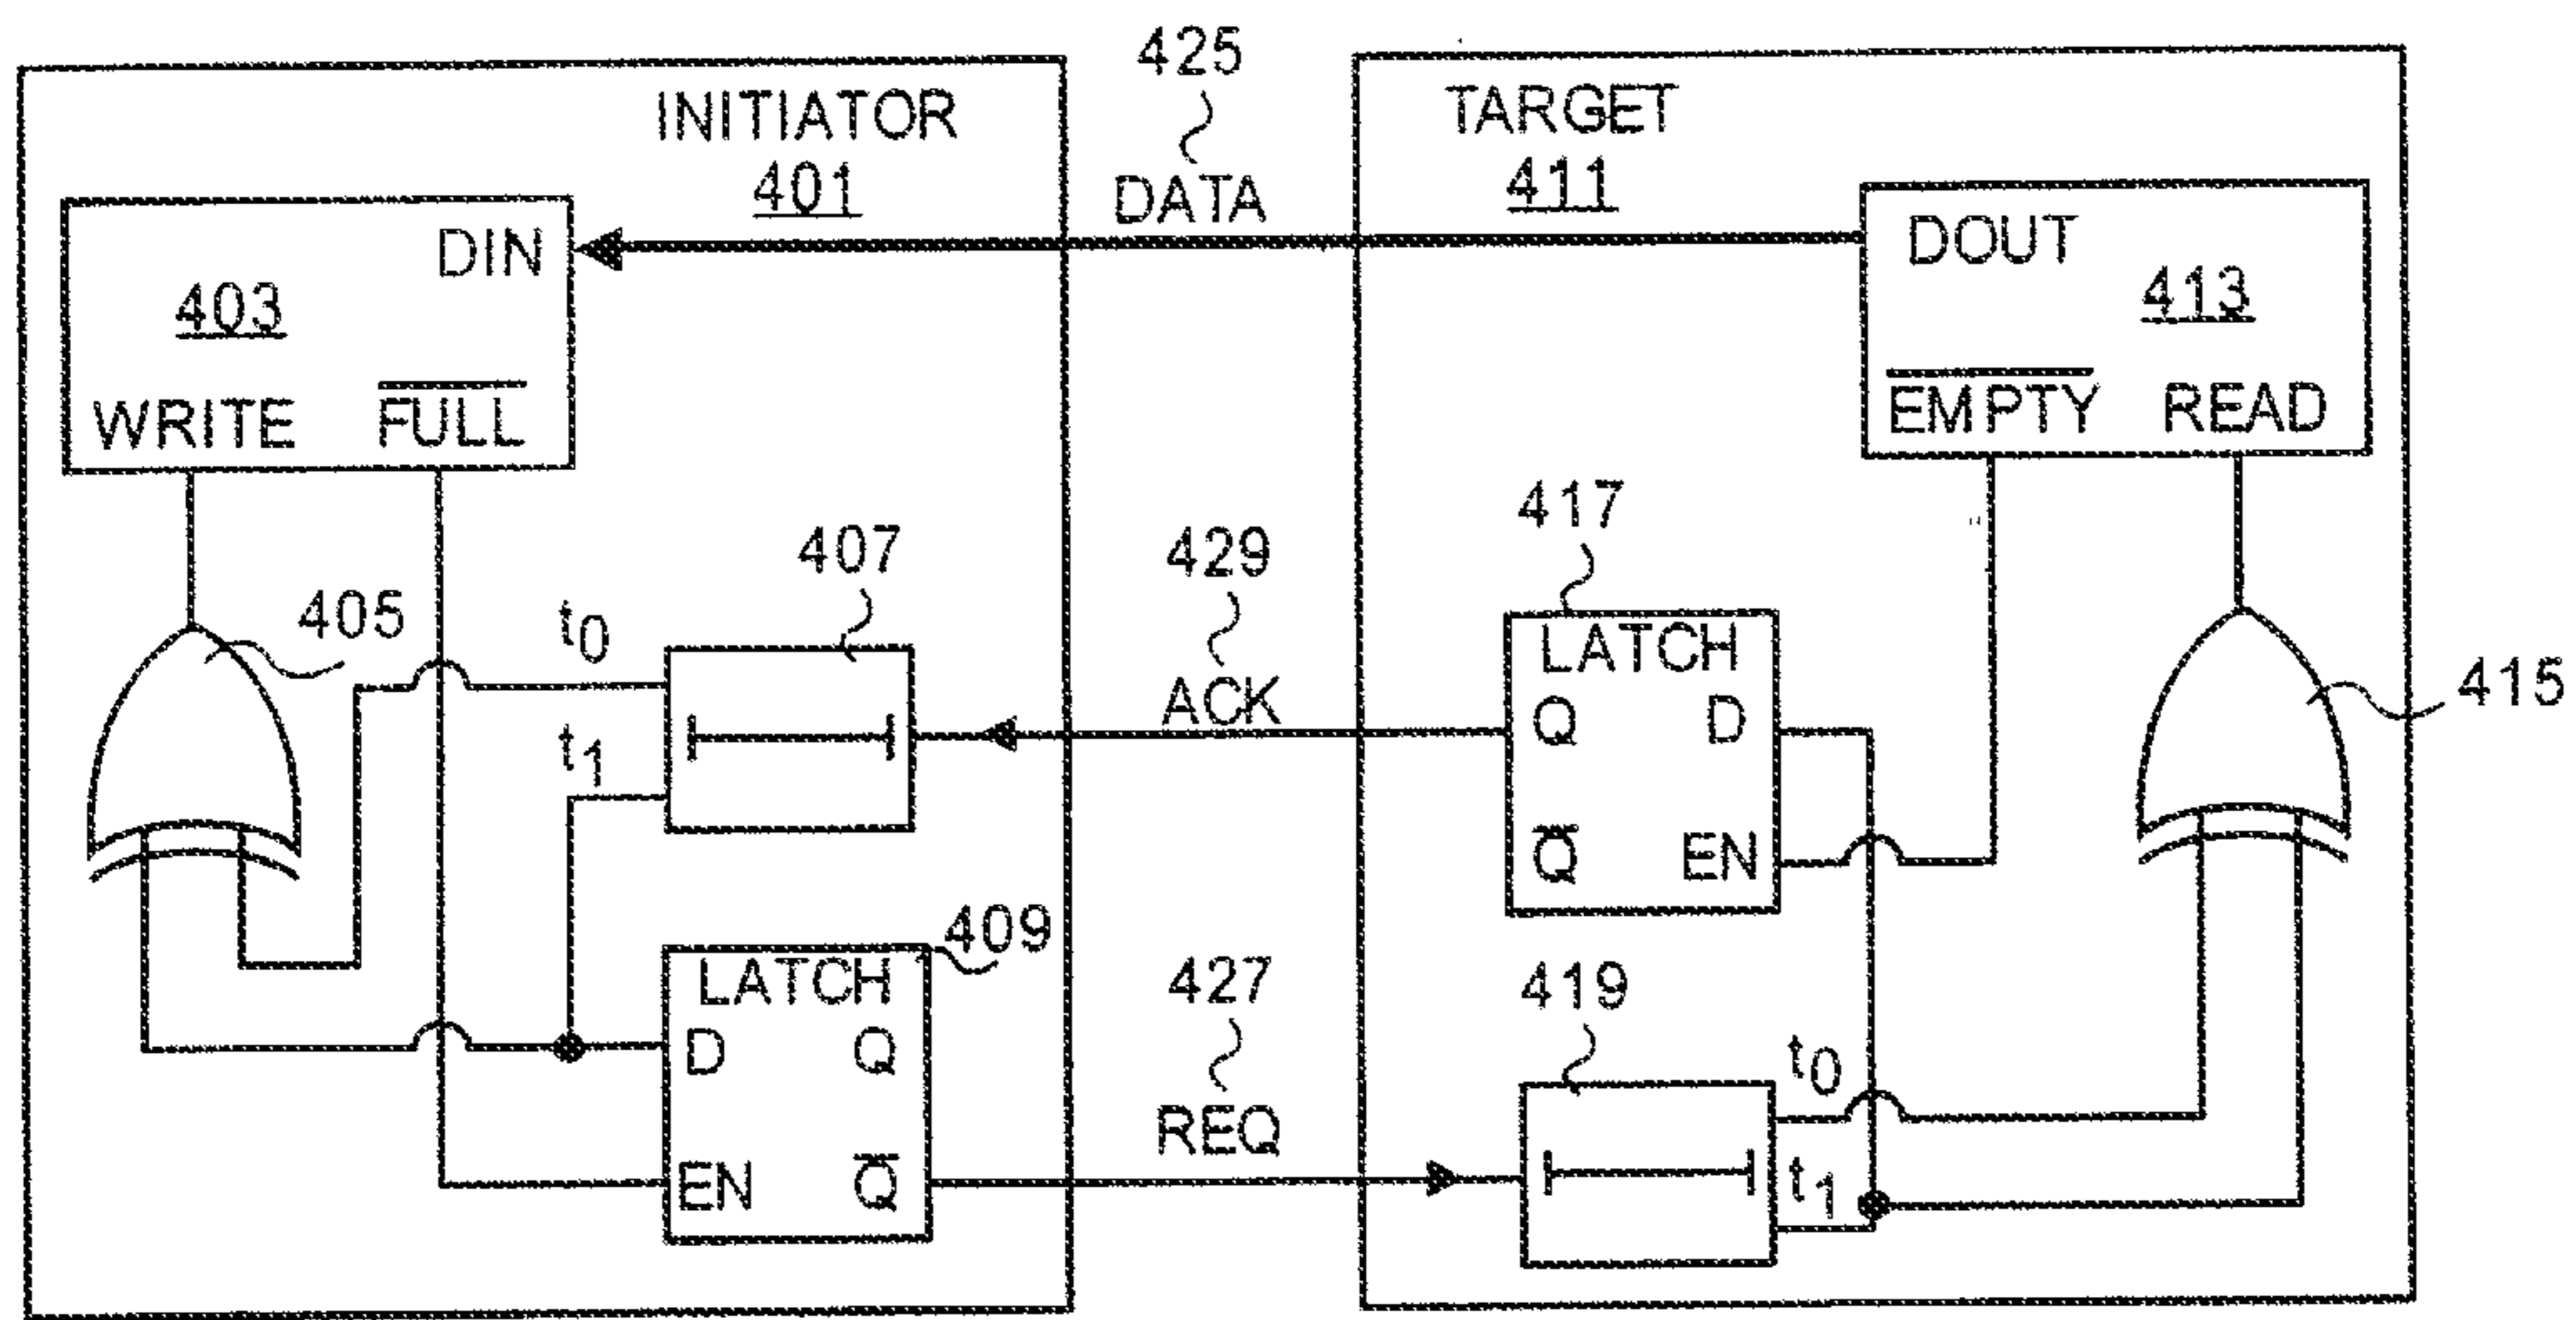 425
INITIATOR
401
DATA
TARGET
411
DIN
403
WRITE FULL
DOUT
413
EMPTY READ
405
t0
t1
407
429
ACK
417
LATCH
Q D
Q EN
415
409
LATCH
D Q
EN Q
427
REQ
419
t0
t1